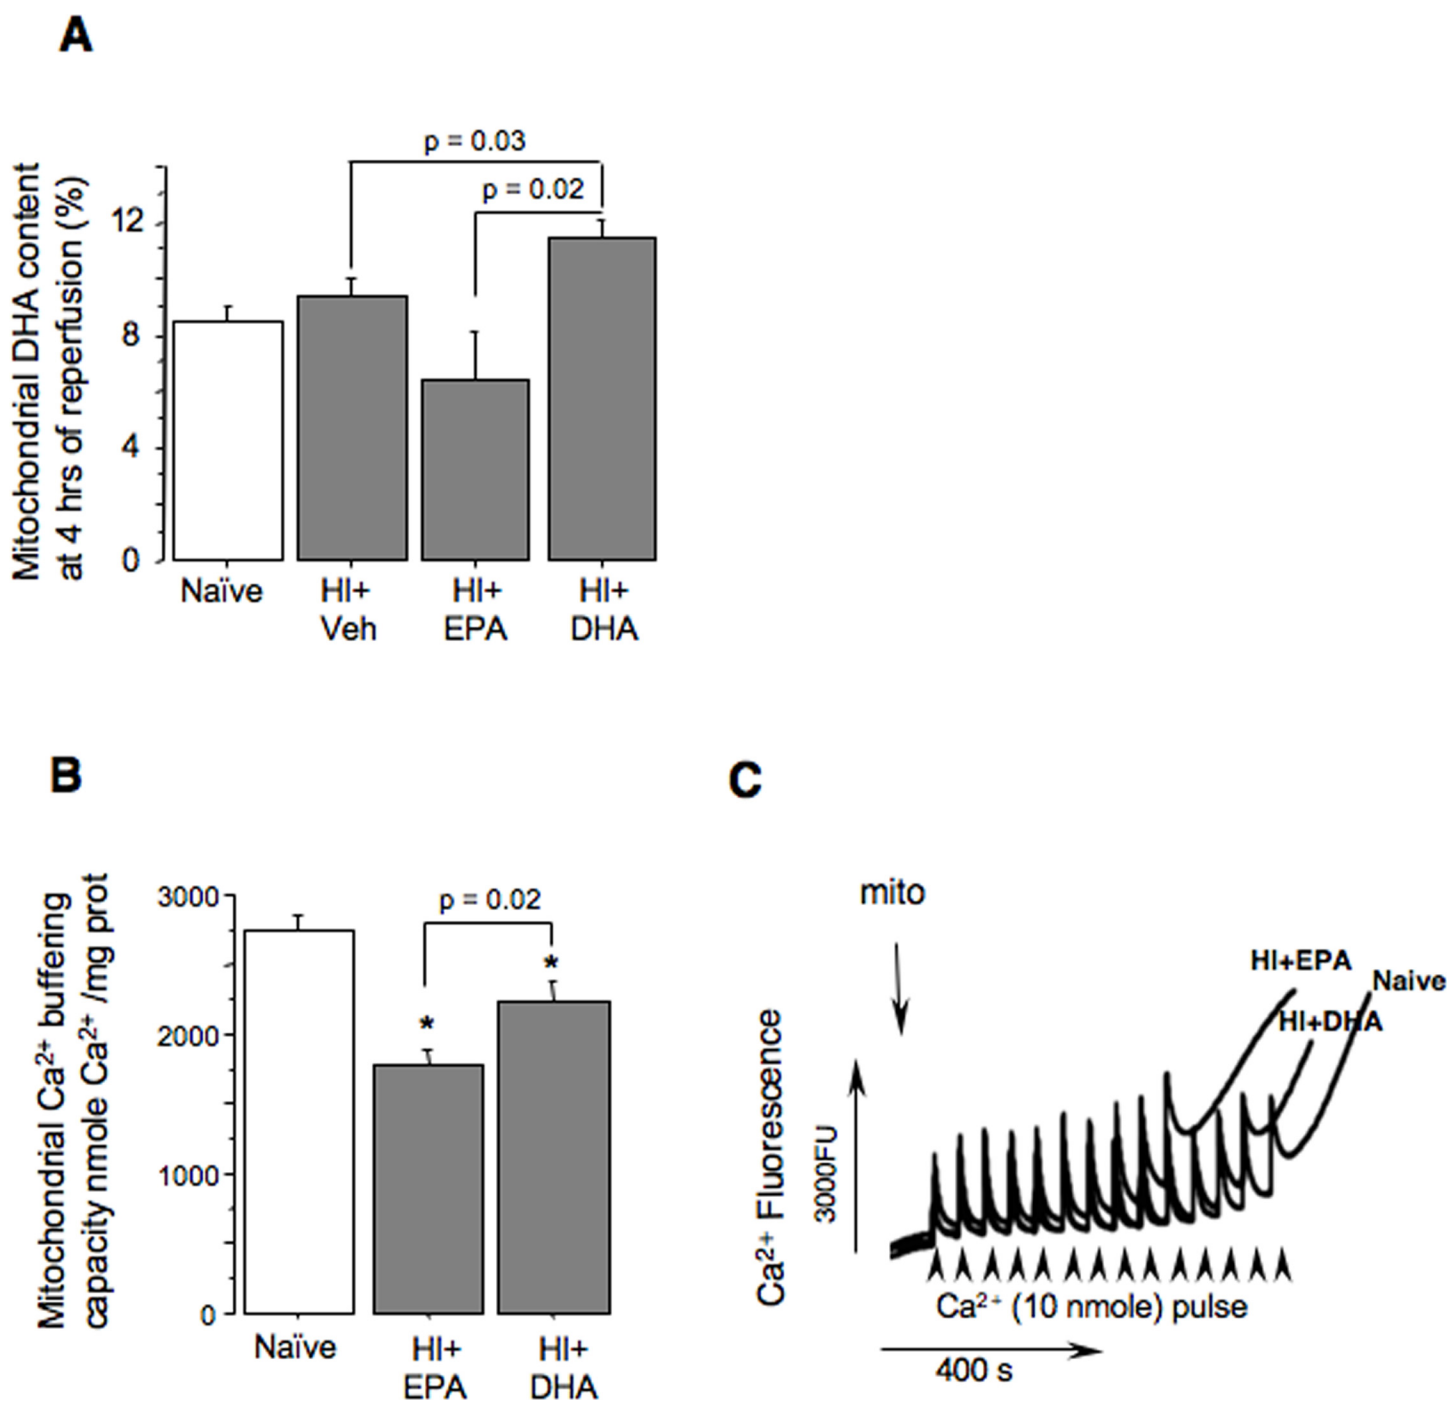 A
Mitochondrial DHA content
at 4 hrs of reperfusion (%)
p = 0.03
p = 0.02
12
8
4
0
Naïve
HI+
Veh
HI+
EPA
HI+
DHA
B
Mitochondrial Ca²⁺ buffering
capacity nmole Ca²⁺ /mg prot
3000
2000
1000
0
p = 0.02
*
*
Naïve
HI+
EPA
HI+
DHA
C
mito
Ca²⁺ Fluorescence
3000FU
HI+EPA
Naive
HI+DHA
Ca²⁺ (10 nmole) pulse
400 s